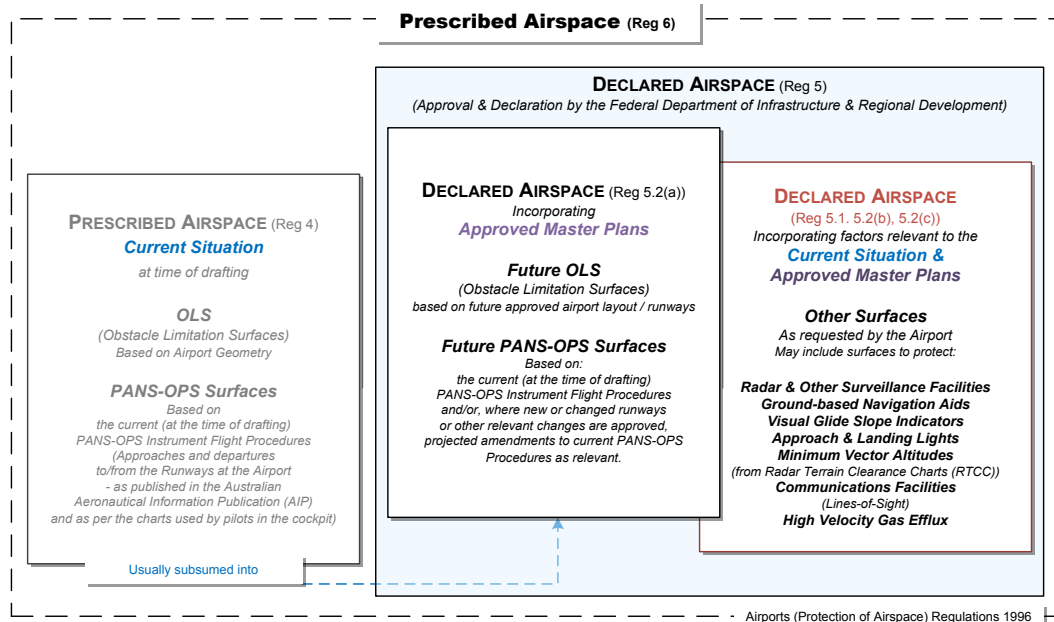 Prescribed Airspace (Reg 6)
DECLARED AIRSPACE (Reg 5)
(Approval & Declaration by the Federal Department of Infrastructure & Regional Development)
PRESCRIBED AIRSPACE (Reg 4)
Current Situation
at time of drafting
OLS
(Obstacle Limitation Surfaces)
Based on Airport Geometry
PANS-OPS Surfaces
Based on
the current (at the time of drafting)
PANS-OPS Instrument Flight Procedures
(Approaches and departures
to/from the Runways at the Airport
- as published in the Australian
Aeronautical Information Publication (AIP)
and as per the charts used by pilots in the cockpit)
Usually subsumed into
DECLARED AIRSPACE (Reg 5.2(a))
Incorporating
Approved Master Plans
Future OLS
(Obstacle Limitation Surfaces)
based on future approved airport layout / runways
Future PANS-OPS Surfaces
Based on:
the current (at the time of drafting)
PANS-OPS Instrument Flight Procedures
and/or, where new or changed runways
or other relevant changes are approved,
projected amendments to current PANS-OPS
Procedures as relevant.
DECLARED AIRSPACE
(Reg 5.1. 5.2(b), 5.2(c))
Incorporating factors relevant to the
Current Situation &
Approved Master Plans
Other Surfaces
As requested by the Airport
May include surfaces to protect:
Radar & Other Surveillance Facilities
Ground-based Navigation Aids
Visual Glide Slope Indicators
Approach & Landing Lights
Minimum Vector Altitudes
(from Radar Terrain Clearance Charts (RTCC))
Communications Facilities
(Lines-of-Sight)
High Velocity Gas Efflux
Airports (Protection of Airspace) Regulations 1996